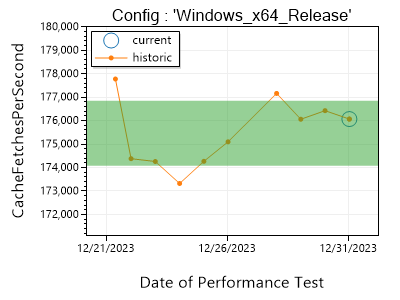 Config : 'Windows_x64_Release'
CacheFetchesPerSecond
180,000
179,000
178,000
177,000
176,000
175,000
174,000
173,000
172,000
current
historic
12/21/2023
12/26/2023
12/31/2023
Date of Performance Test